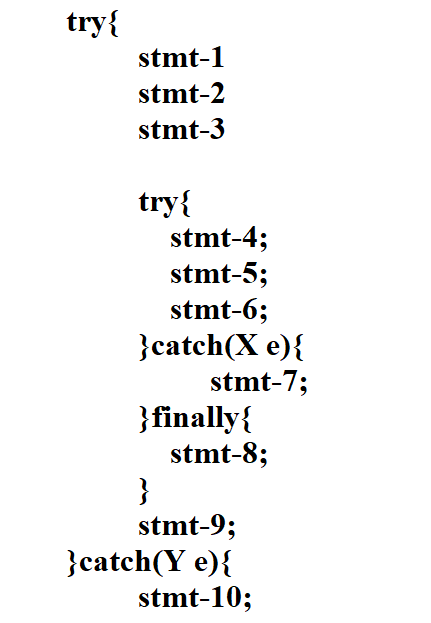 try{
stmt-1
stmt-2
stmt-3
try{
stmt-4;
stmt-5;
stmt-6;
}catch(X e){
stmt-7;
}finally{
stmt-8;
}
stmt-9;
}catch(Y e){
stmt-10;